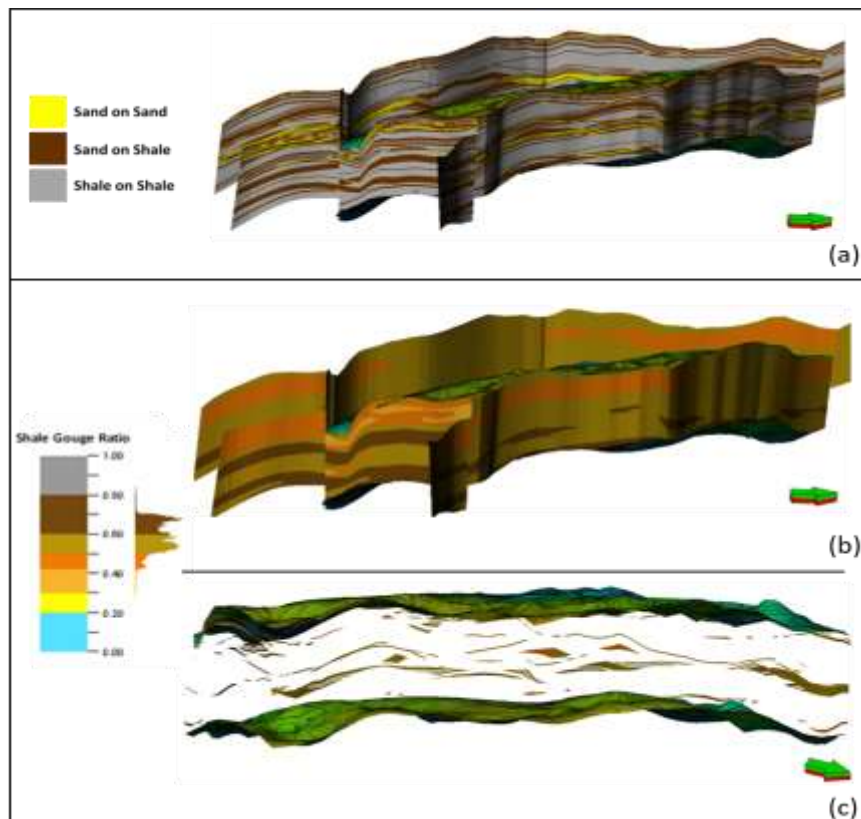 Sand on Sand
Sand on Shale
Shale on Shale
(a)
Shale Gouge Ratio
1.00
0.80
0.60
0.40
0.20
0.00
(b)
(c)